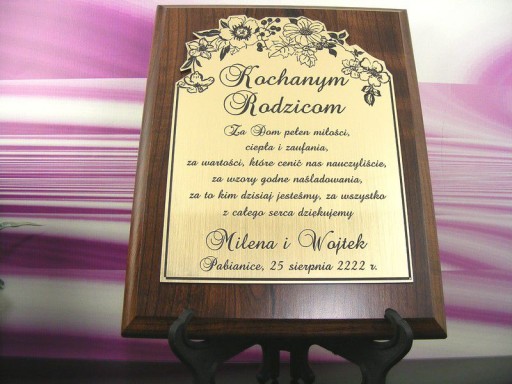 Kochanym
Rodzicom
Za Dom pełen miłości,
ciepła i zaufania,
za wartości, które cenić nas nauczyliście,
za wzory godne naśladowania,
za to kim dzisiaj jesteśmy, za wszystko
z całego serca dziękujemy
Milena i Wojtek
Pabianice, 25 sierpnia 2222 r.